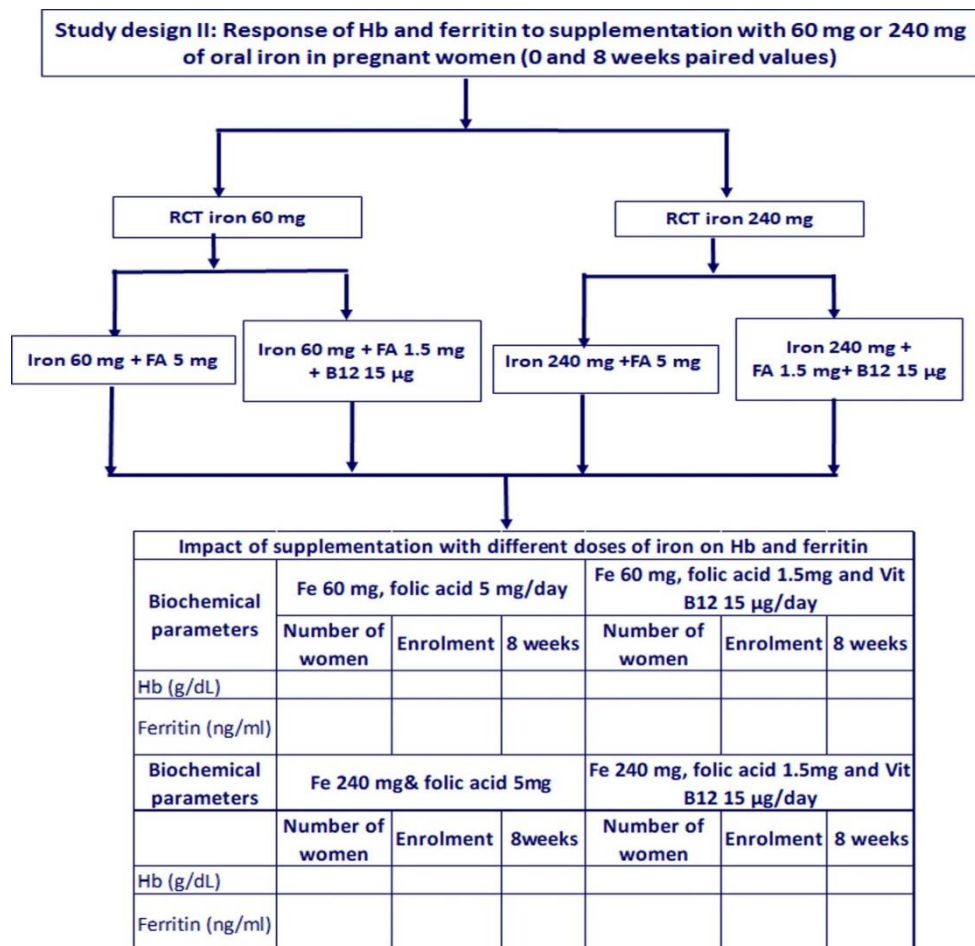 Study design II: Response of Hb and ferritin to supplementation with 60 mg or 240 mg
of oral iron in pregnant women (0 and 8 weeks paired values)
RCT iron 60 mg
RCT iron 240 mg
Iron 60 mg + FA 5 mg
Iron 60 mg + FA 1.5 mg
+ B12 15 µg
Iron 240 mg +FA 5 mg
Iron 240 mg +
FA 1.5 mg+ B12 15 µg
Impact of supplementation with different doses of iron on Hb and ferritin
Biochemical
parameters
Fe 60 mg, folic acid 5 mg/day
Fe 60 mg, folic acid 1.5mg and Vit
B12 15 µg/day
Number of
women
Enrolment
8 weeks
Number of
women
Enrolment
8 weeks
Hb (g/dL)
Ferritin (ng/ml)
Biochemical
parameters
Fe 240 mg& folic acid 5mg
Fe 240 mg, folic acid 1.5mg and Vit
B12 15 µg/day
Number of
women
Enrolment
8weeks
Number of
women
Enrolment
8 weeks
Hb (g/dL)
Ferritin (ng/ml)